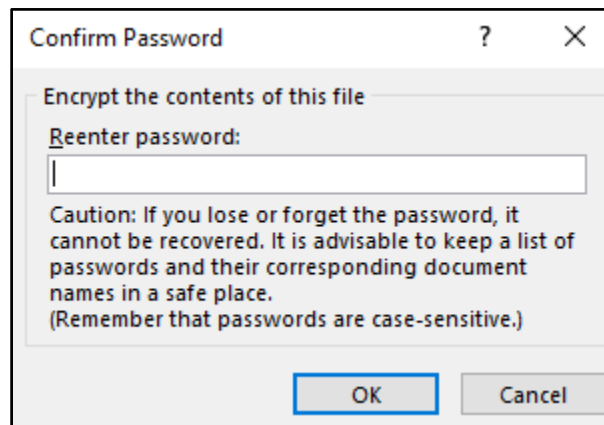 Confirm Password ?
Encrypt the contents of this file
Reenter password:
Caution: If you lose or forget the password, it
cannot be recovered. It is advisable to keep a list of
passwords and their corresponding document
names in a safe place.
(Remember that passwords are case-sensitive.)
OK Cancel